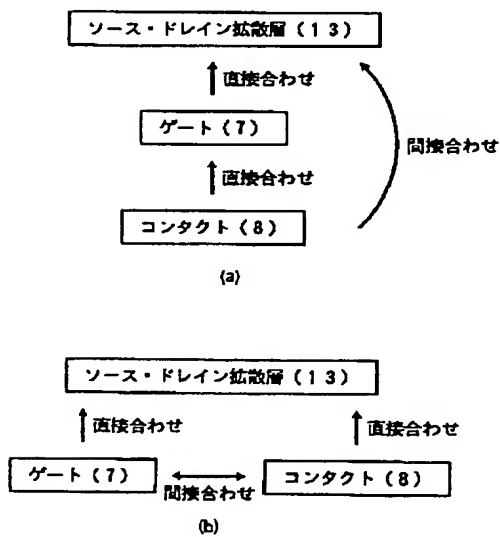 ソース・ドレイン拡散層(13)
直接合わせ
ゲート(7)
間接合わせ
直接合わせ
コンタクト(8)
(a)
ソース・ドレイン拡散層(13)
直接合わせ
直接合わせ
ゲート(7)
間接合わせ
コンタクト(8)
(b)